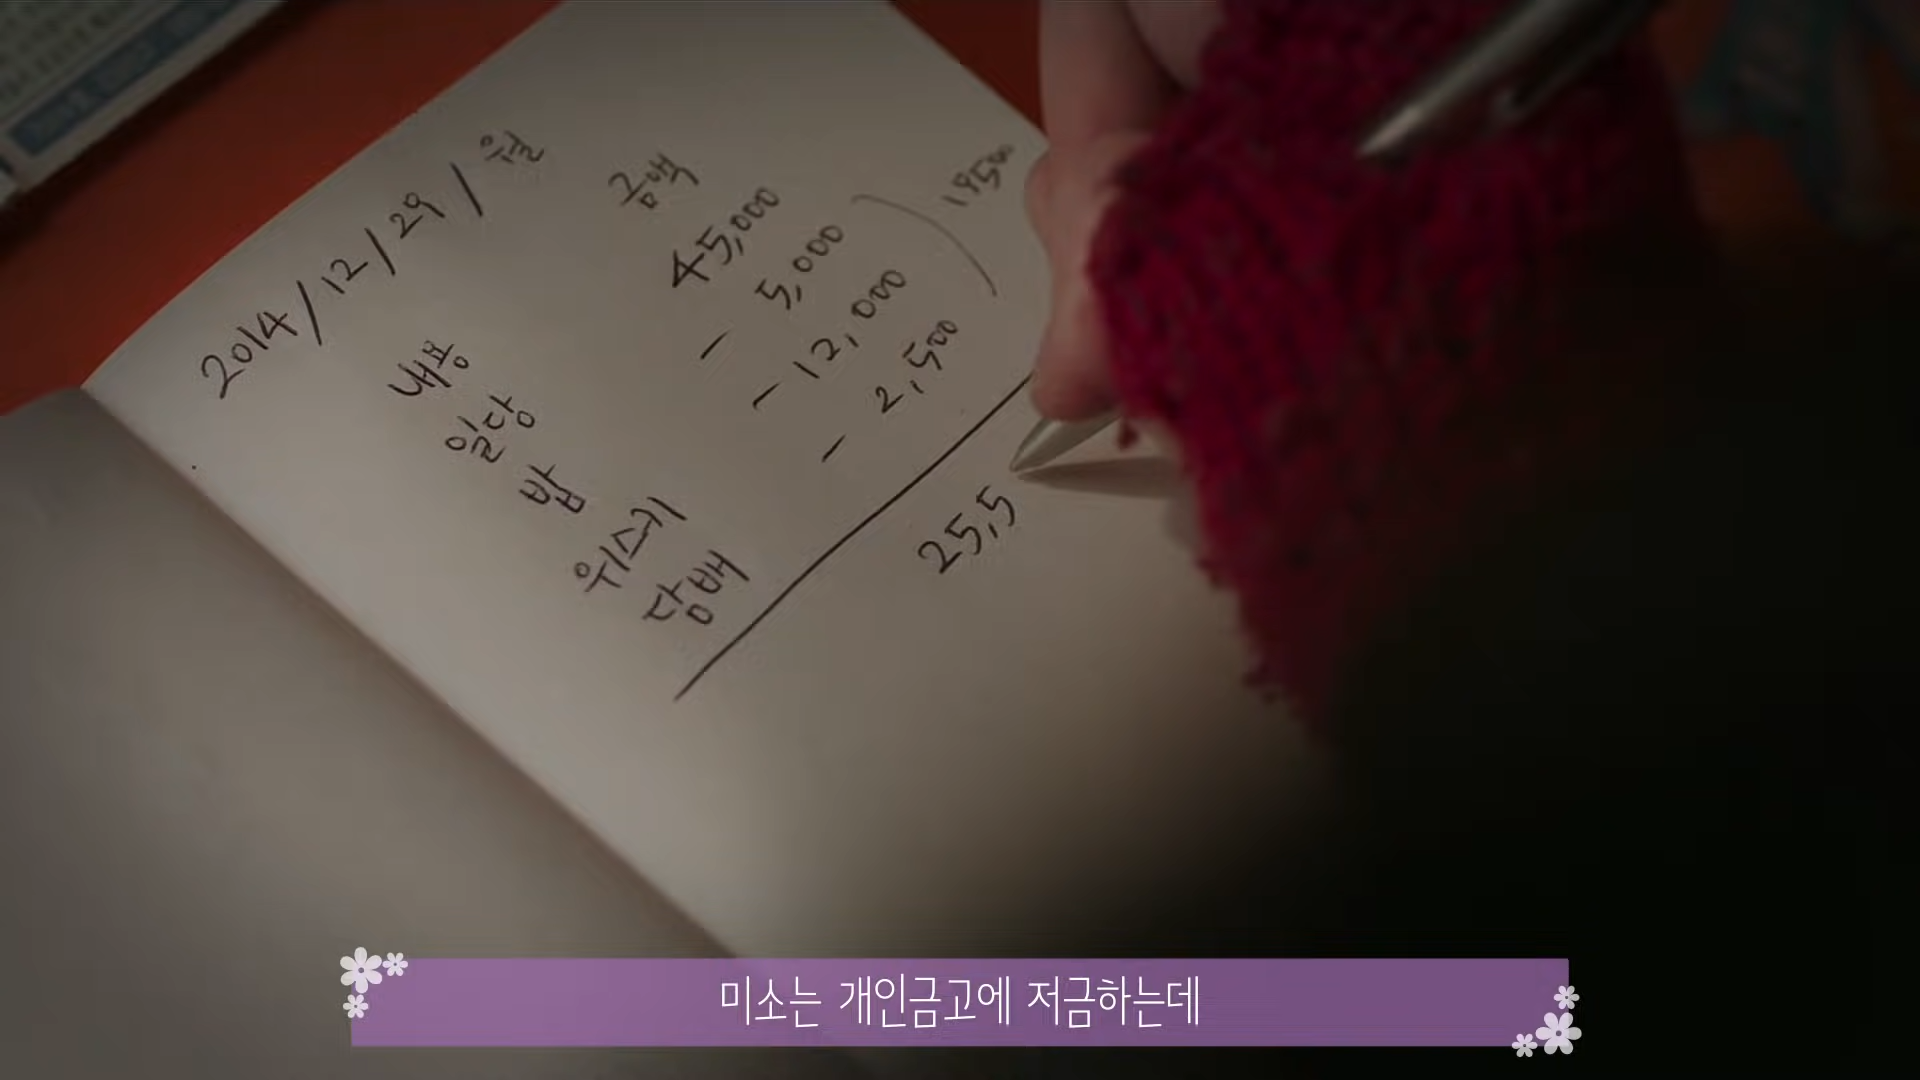 2014/12/29/월
내용 금액
일당 45,000
밥 - 5,000
위스키 - 12,000
담배 - 2,500
19500
25,5
미소는 개인금고에 저금하는데